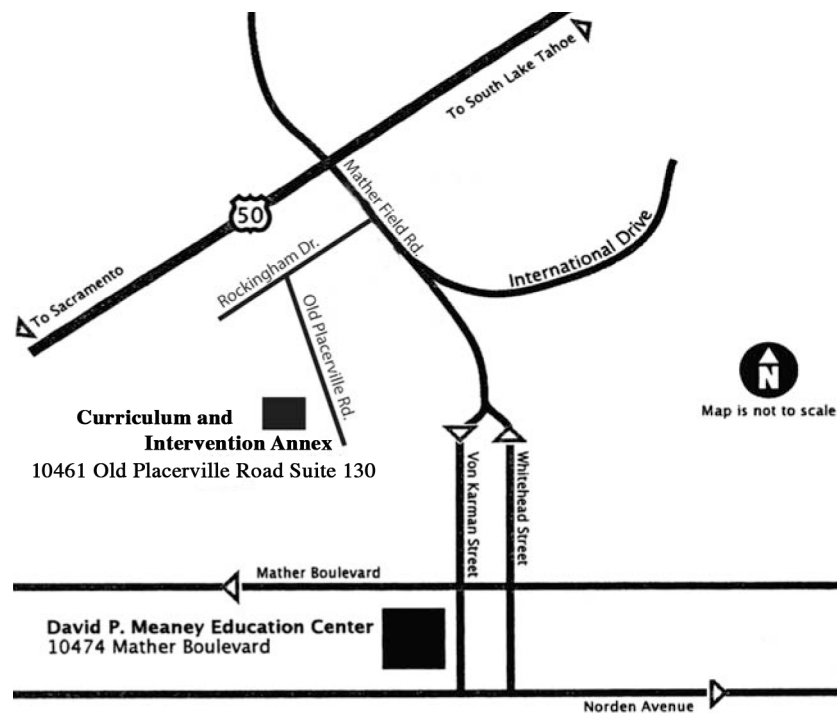 To South Lake Tahoe
Mather Field Rd.
50
International Drive
Rockingham Dr.
To Sacramento
Old Placerville Rd.
N
Map is not to scale
Curriculum and
Intervention Annex
10461 Old Placerville Road Suite 130
Von Karman Street
Whitehead Street
Mather Boulevard
David P. Meaney Education Center
10474 Mather Boulevard
Norden Avenue